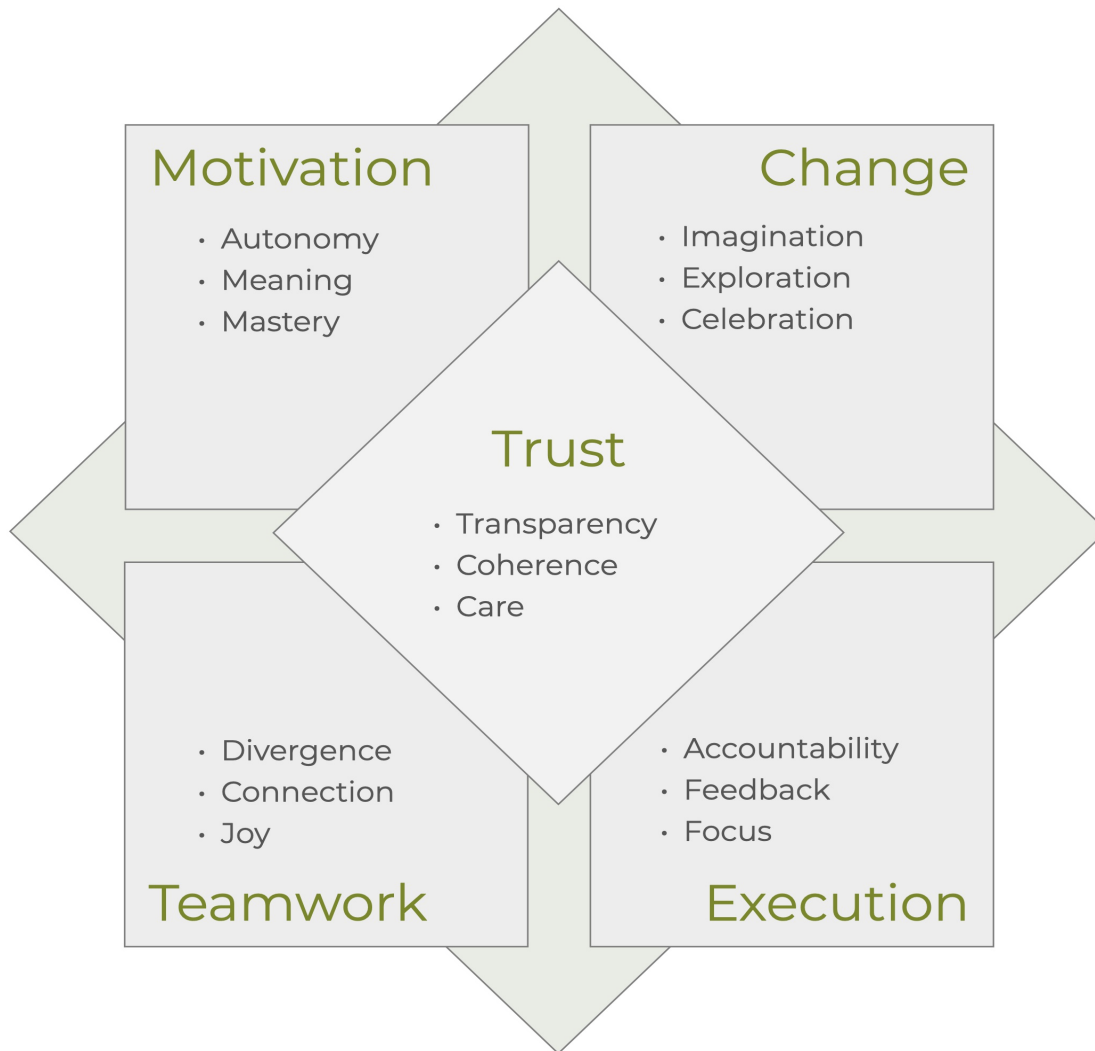 Motivation
• Autonomy
• Meaning
• Mastery
Change
• Imagination
• Exploration
• Celebration
Trust
• Transparency
• Coherence
• Care
• Divergence
• Connection
• Joy
Teamwork
• Accountability
• Feedback
• Focus
Execution